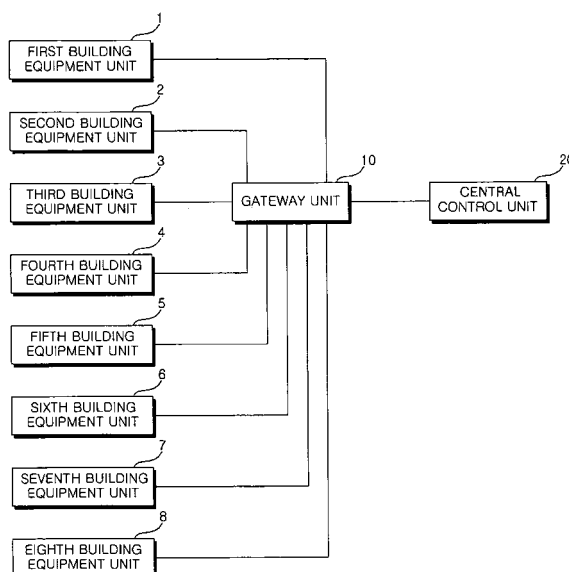 1
FIRST BUILDING
EQUIPMENT UNIT
2
SECOND BUILDING
EQUIPMENT UNIT
3
THIRD BUILDING
EQUIPMENT UNIT
10
GATEWAY UNIT
20
CENTRAL
CONTROL UNIT
4
FOURTH BUILDING
EQUIPMENT UNIT
5
FIFTH BUILDING
EQUIPMENT UNIT
6
SIXTH BUILDING
EQUIPMENT UNIT
7
SEVENTH BUILDING
EQUIPMENT UNIT
8
EIGHTH BUILDING
EQUIPMENT UNIT